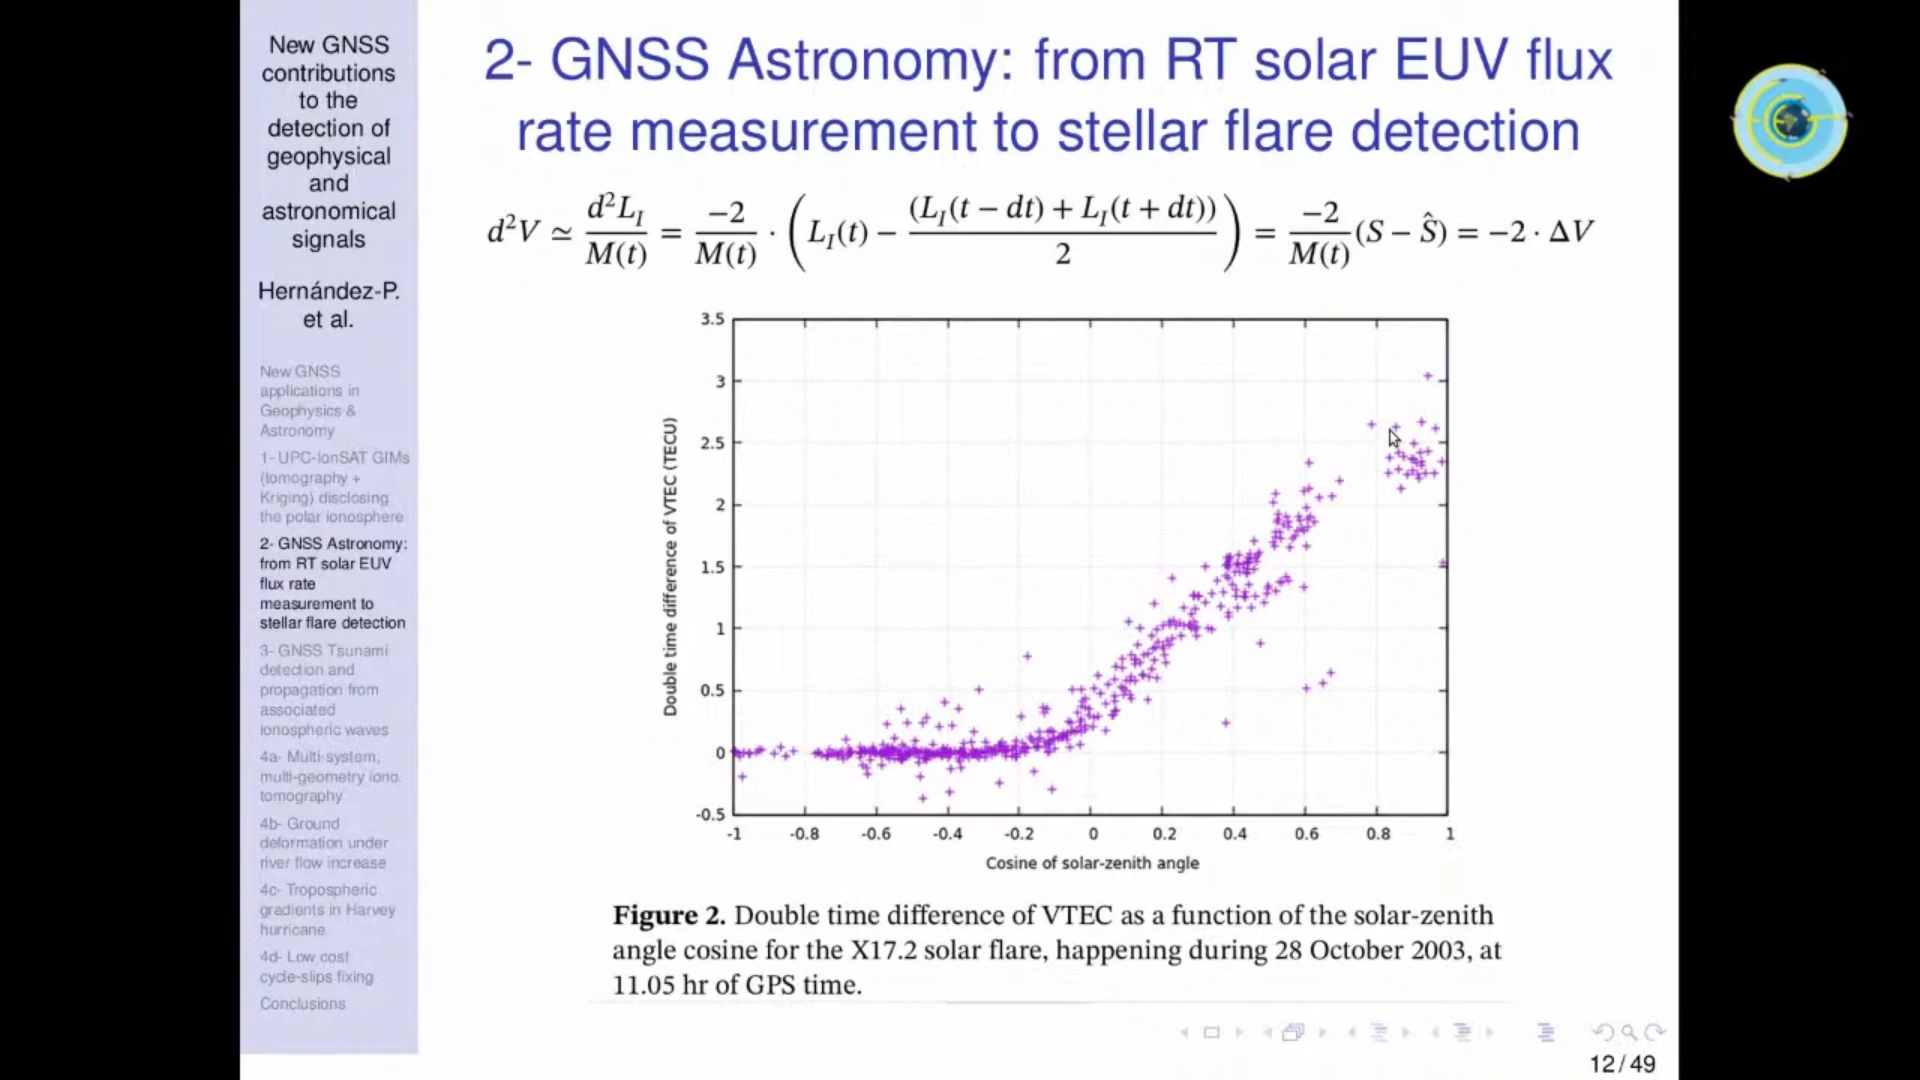 New GNSS
contributions
to the
detection of
geophysical
and
astronomical
signals
Hernández-P.
et al.
New GNSS
applications in
Geophysics &
Astronomy
1- UPC-IonSAT GIMs
(tomography +
Kriging) disclosing
the polar ionosphere
2- GNSS Astronomy:
from RT solar EUV
flux rate
measurement to
stellar flare detection
3- GNSS Tsunami
detection and
propagation from
associated
ionospheric waves
4a- Multi-system,
multi-geometry iono.
tomography
4b- Ground
deformation under
river flow increase
4c- Tropospheric
gradients in Harvey
hurricane
4d- Low cost
cycle-slips fixing
Conclusions
2- GNSS Astronomy: from RT solar EUV flux
rate measurement to stellar flare detection
d²V ≃ d²L_I / M(t) = −2 / M(t) · ( L_I(t) − (L_I(t − dt) + L_I(t + dt)) / 2 ) = −2 / M(t) (S − Ŝ) = −2 · ΔV
3.5
3
2.5
2
1.5
1
0.5
0
-0.5
Double time difference of VTEC (TECU)
-1 -0.8 -0.6 -0.4 -0.2 0 0.2 0.4 0.6 0.8 1
Cosine of solar-zenith angle
Figure 2. Double time difference of VTEC as a function of the solar-zenith
angle cosine for the X17.2 solar flare, happening during 28 October 2003, at
11.05 hr of GPS time.
12/49